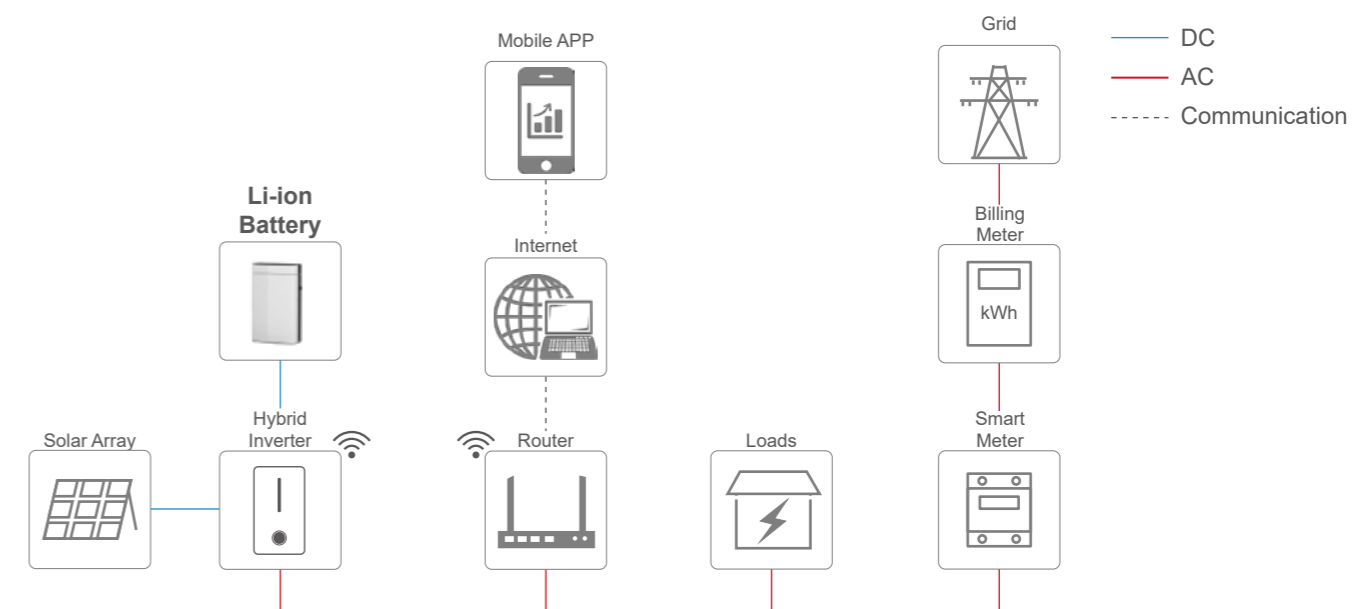 Grid
Mobile APP
DC
AC
Communication
Li-ion
Battery
Internet
Billing
Meter
kWh
Solar Array
Hybrid
Inverter
Router
Loads
Smart
Meter